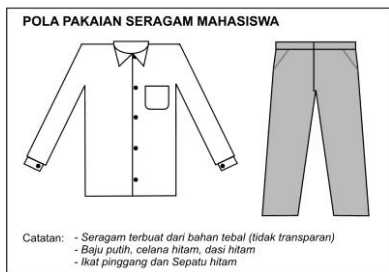 POLA PAKAIAN SERAGAM MAHASISWA
Catatan: - Seragam terbuat dari bahan tebal (tidak transparan)
- Baju putih, celana hitam, dasi hitam
- Ikat pinggang dan Sepatu hitam